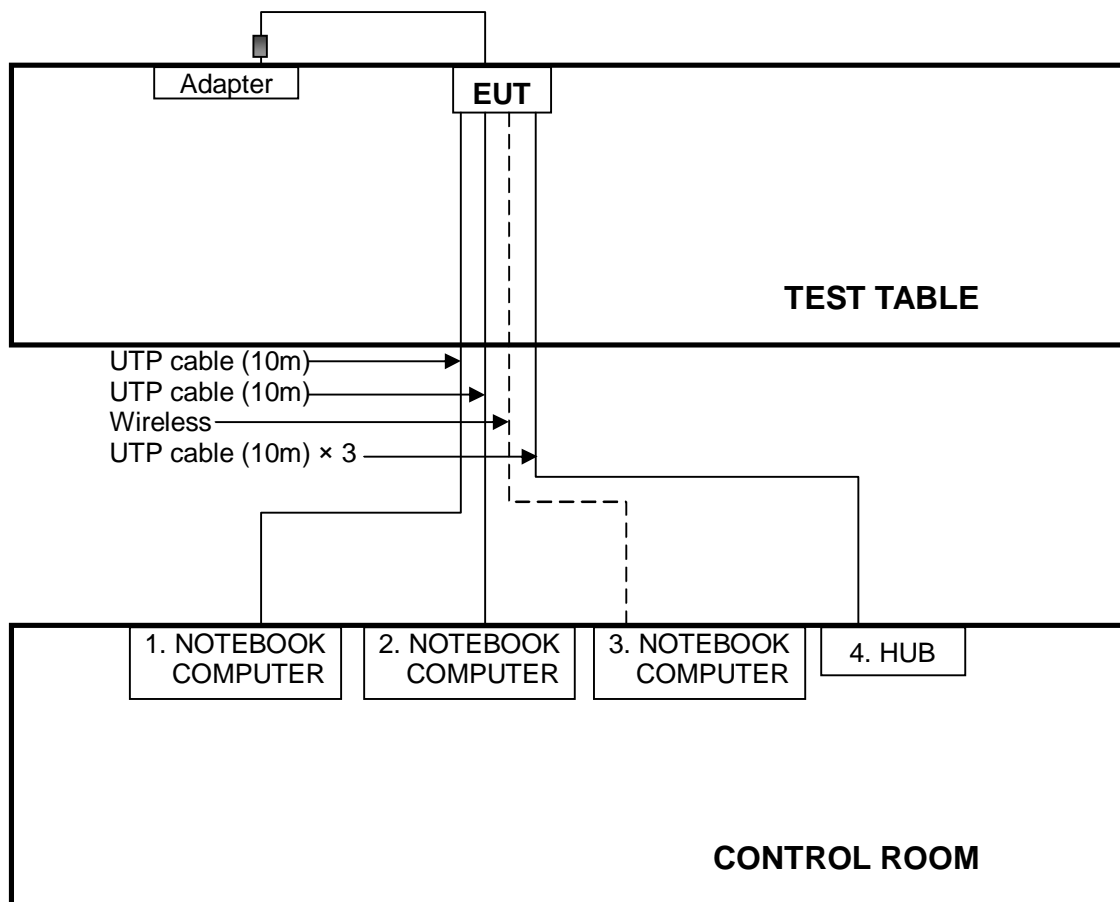 Adapter
EUT
TEST TABLE
UTP cable (10m)
UTP cable (10m)
Wireless
UTP cable (10m) × 3
1. NOTEBOOK
COMPUTER
2. NOTEBOOK
COMPUTER
3. NOTEBOOK
COMPUTER
4. HUB
CONTROL ROOM